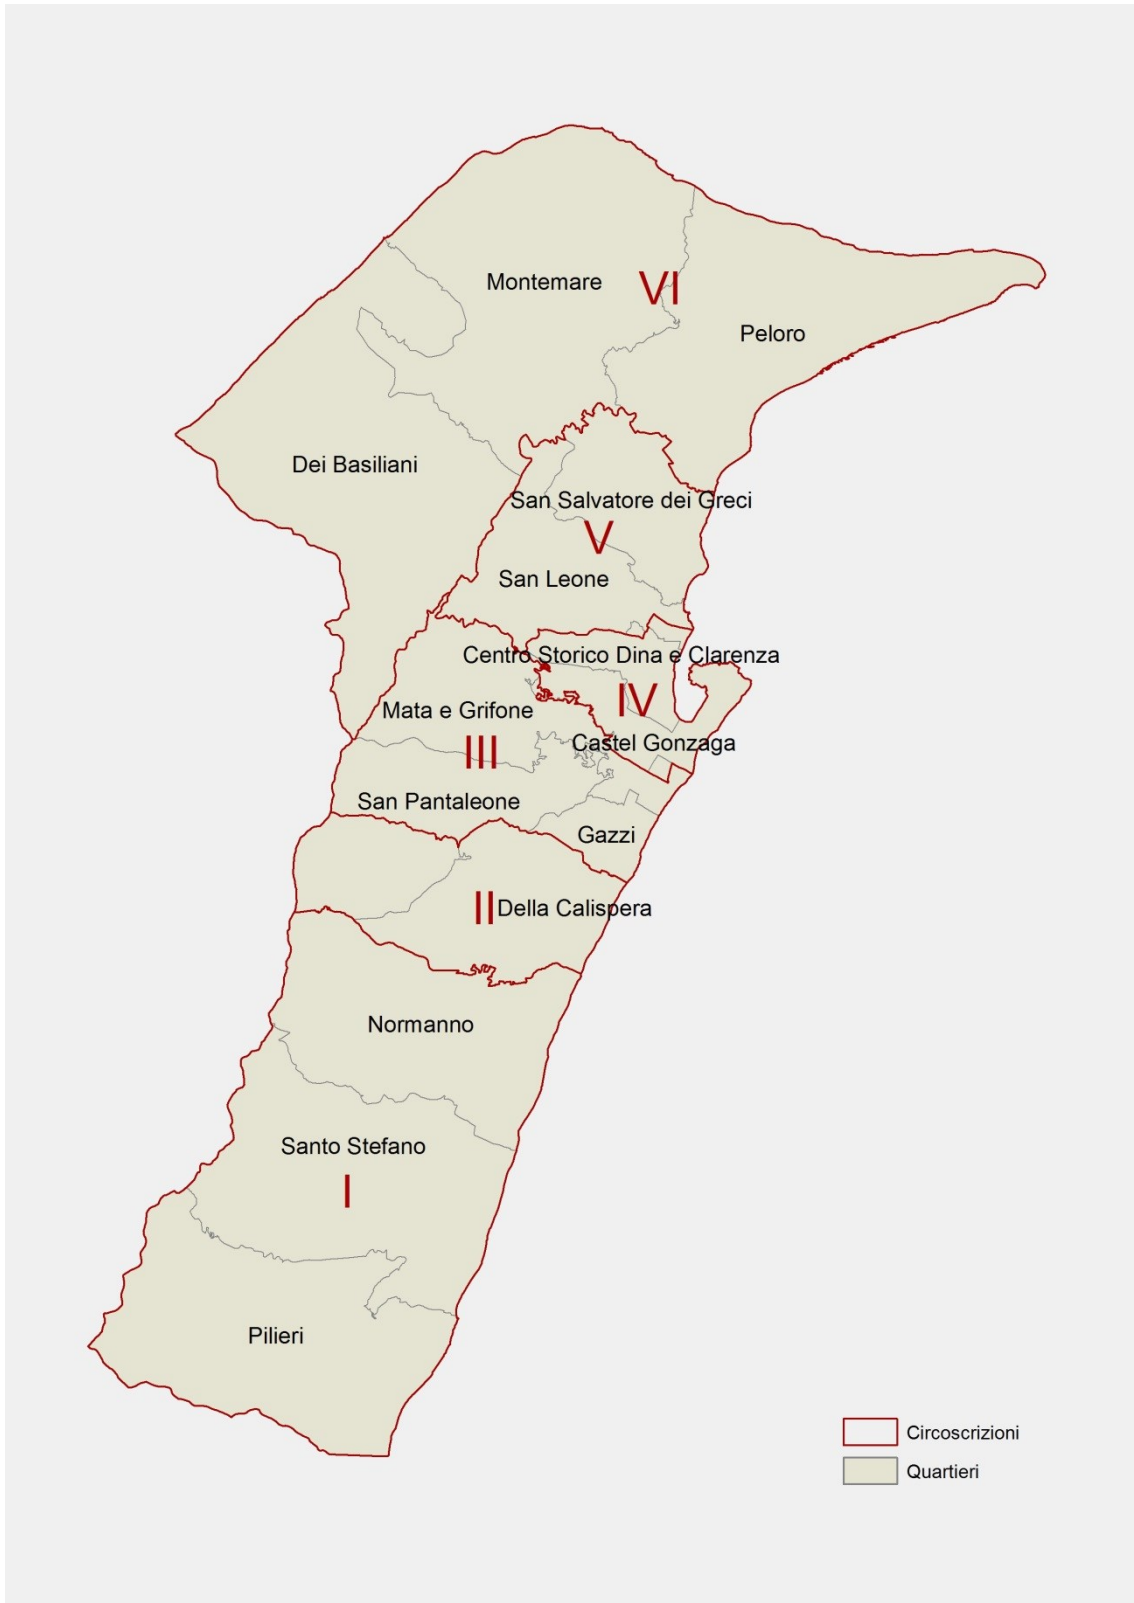 Montemare
VI
Peloro
Dei Basiliani
San Salvatore dei Greci
V
San Leone
Centro Storico Dina e Clarenza
IV
Mata e Grifone
Castel Gonzaga
III
San Pantaleone
Gazzi
II
Della Calispera
Normanno
Santo Stefano
I
Pilieri
Circoscrizioni
Quartieri